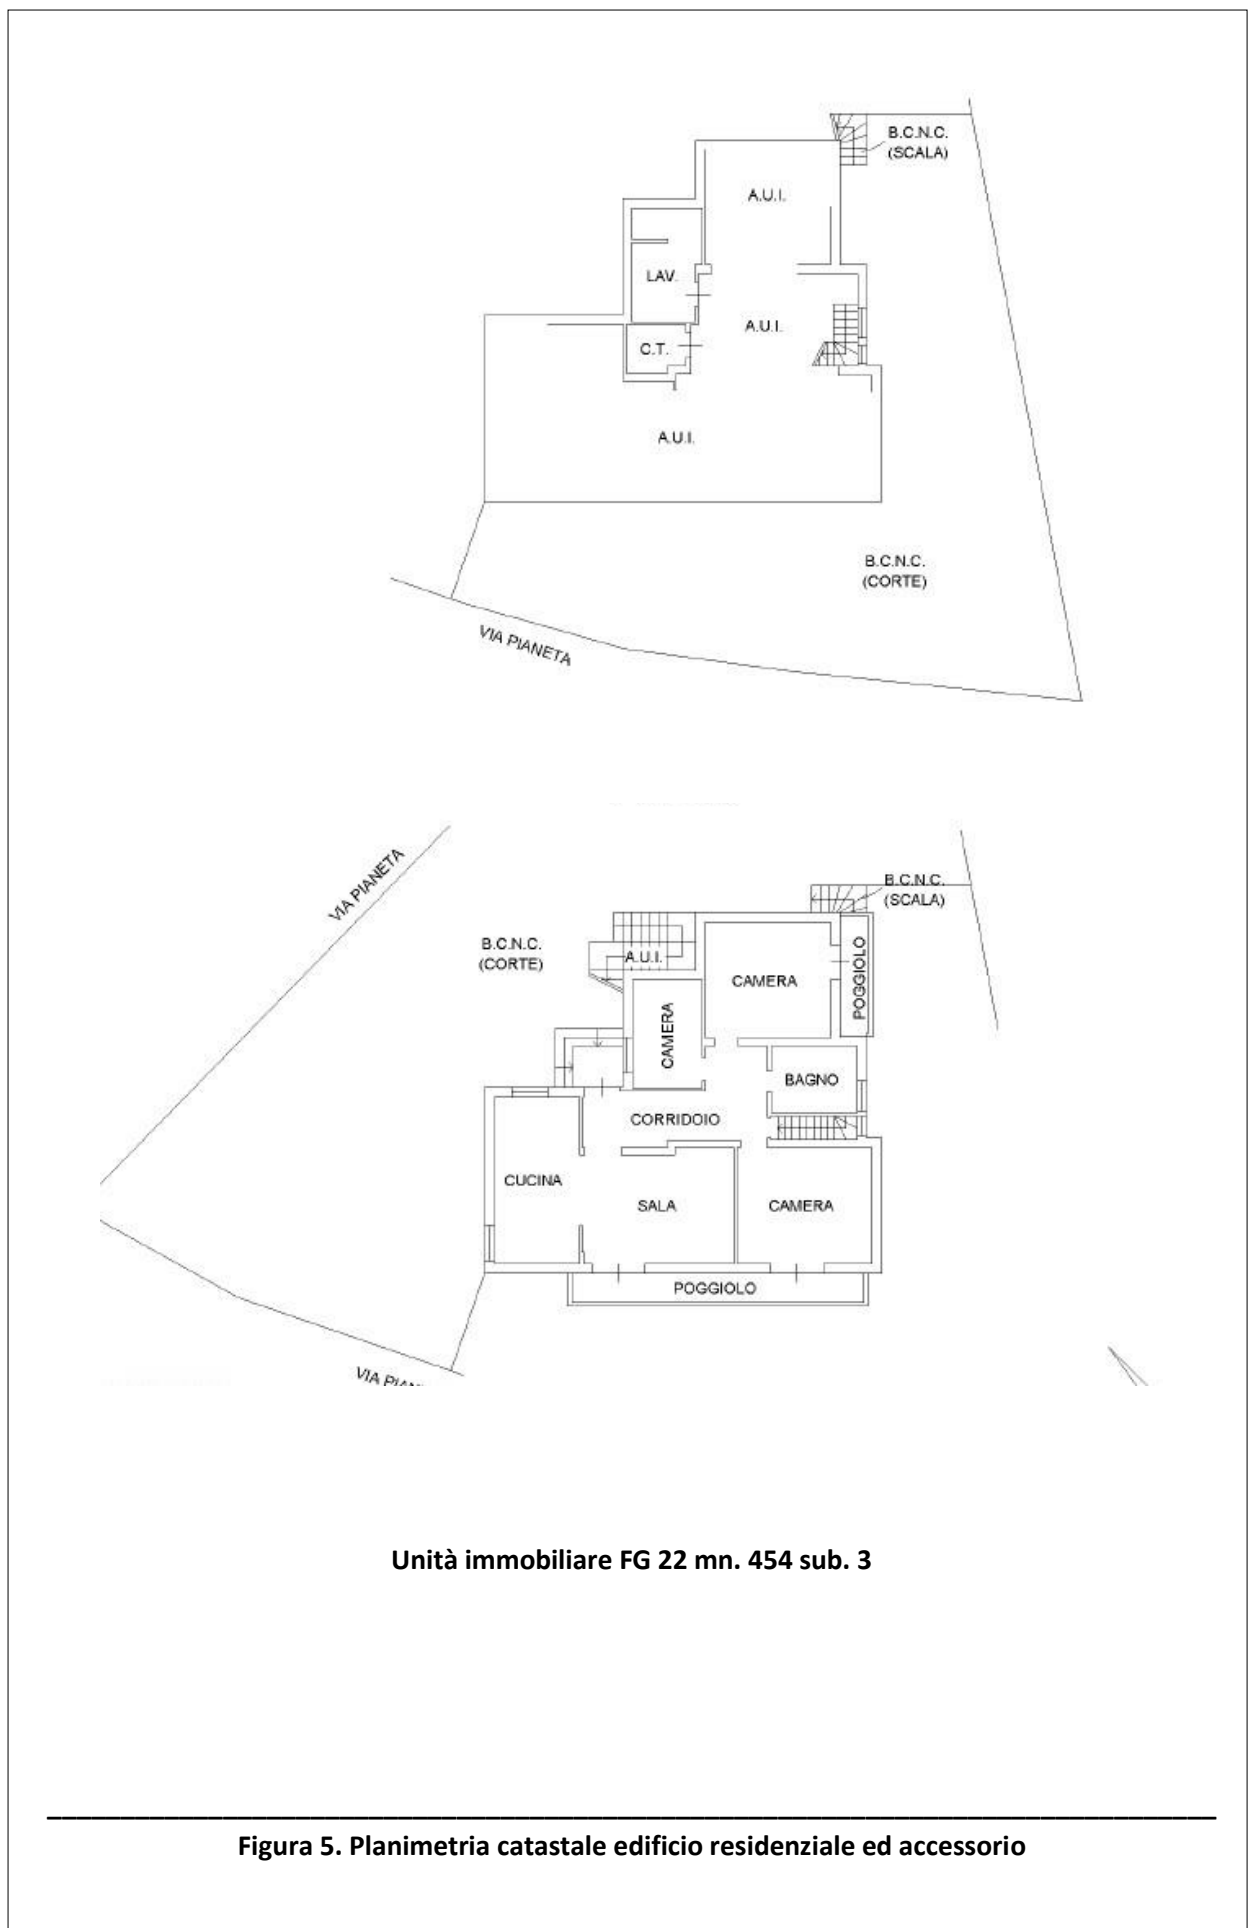 B.C.N.C.
(SCALA)
A.U.I.
LAV.
A.U.I.
C.T.
A.U.I.
B.C.N.C.
(CORTE)
VIA PIANETA
VIA PIANETA
B.C.N.C.
(SCALA)
B.C.N.C.
(CORTE)
A.U.I.
POGGIOLO
CAMERA
CAMERA
BAGNO
CORRIDOIO
CUCINA
SALA
CAMERA
POGGIOLO
VIA
Unità immobiliare FG 22 mn. 454 sub. 3
Figura 5. Planimetria catastale edificio residenziale ed accessorio